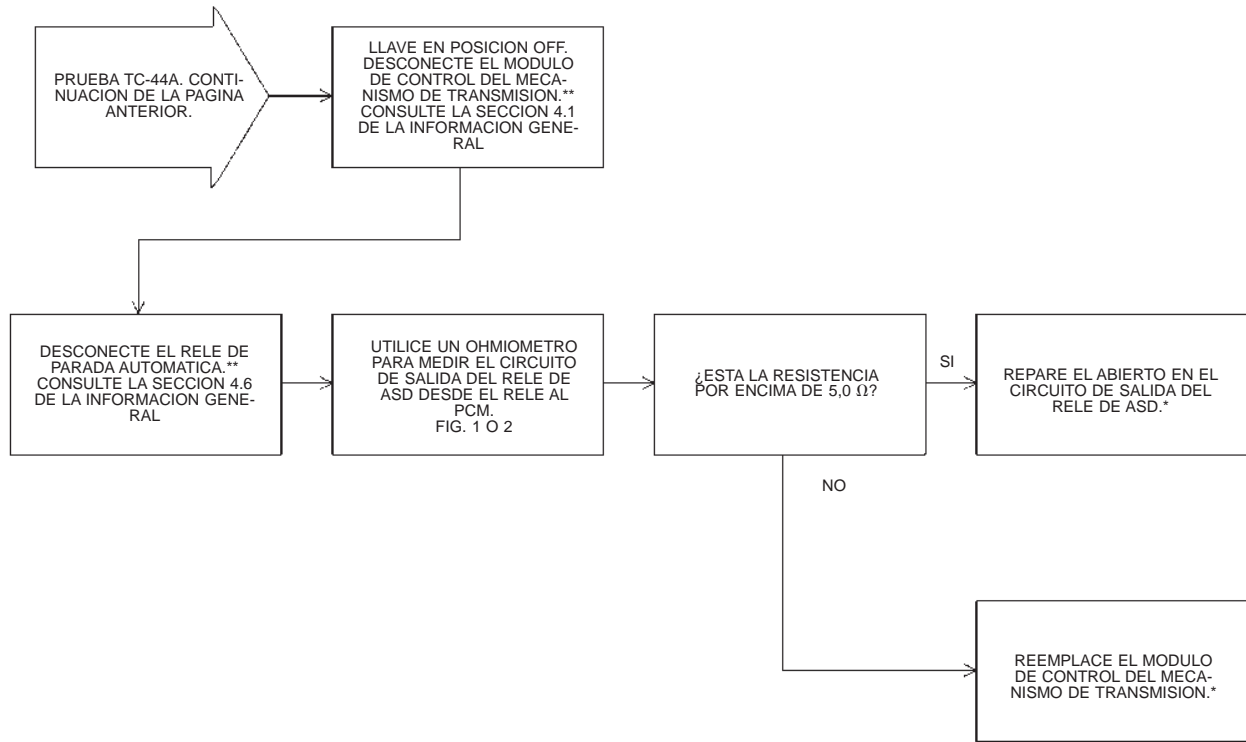 PRUEBA TC-44A. CONTI-
NUACION DE LA PAGINA
ANTERIOR.
LLAVE EN POSICION OFF.
DESCONECTE EL MODULO
DE CONTROL DEL MECA-
NISMO DE TRANSMISION.**
CONSULTE LA SECCION 4.1
DE LA INFORMACION GENE-
RAL
DESCONECTE EL RELE DE
PARADA AUTOMATICA.**
CONSULTE LA SECCION 4.6
DE LA INFORMACION GENE-
RAL
UTILICE UN OHMIOMETRO
PARA MEDIR EL CIRCUITO
DE SALIDA DEL RELE DE
ASD DESDE EL RELE AL
PCM.
FIG. 1 O 2
¿ESTA LA RESISTENCIA
POR ENCIMA DE 5,0 Ω?
SI
REPARE EL ABIERTO EN EL
CIRCUITO DE SALIDA DEL
RELE DE ASD.*
NO
REEMPLACE EL MODULO
DE CONTROL DEL MECA-
NISMO DE TRANSMISION.*